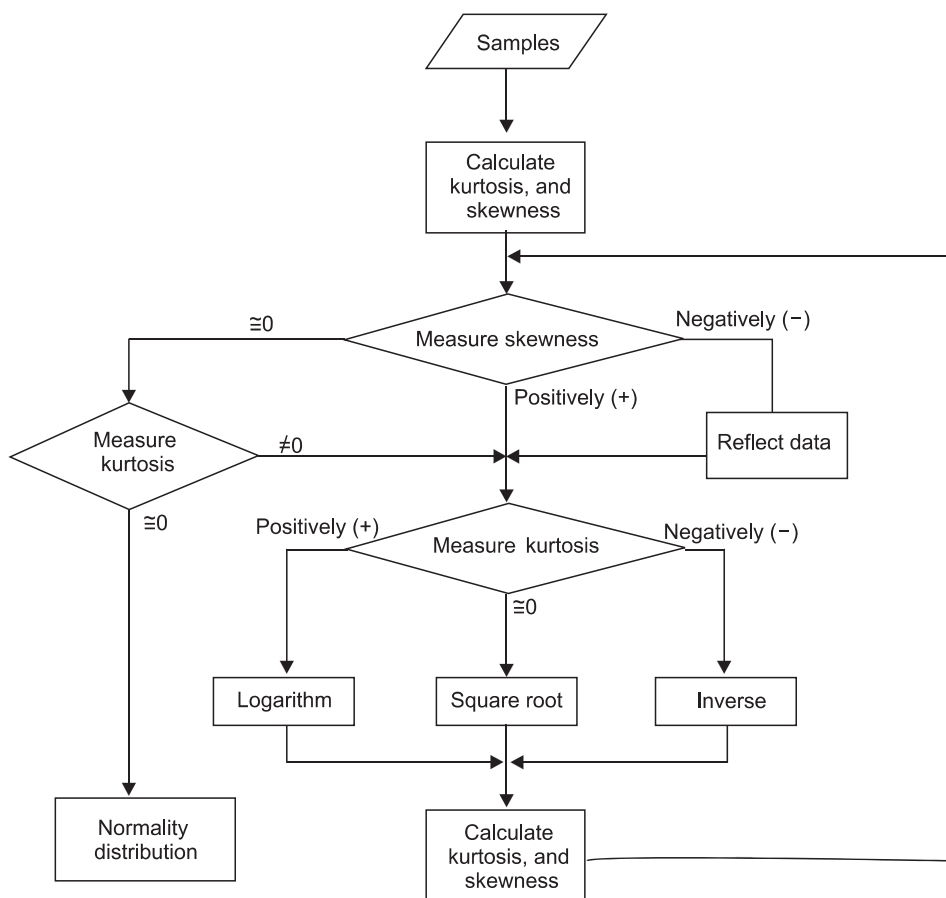 Samples
Calculate
kurtosis, and
skewness
≅0
Measure skewness
Negatively (−)
Positively (+)
Measure
kurtosis
≠0
Reflect data
≅0
Positively (+)
Measure kurtosis
Negatively (−)
≅0
Logarithm
Square root
Inverse
Normality
distribution
Calculate
kurtosis, and
skewness